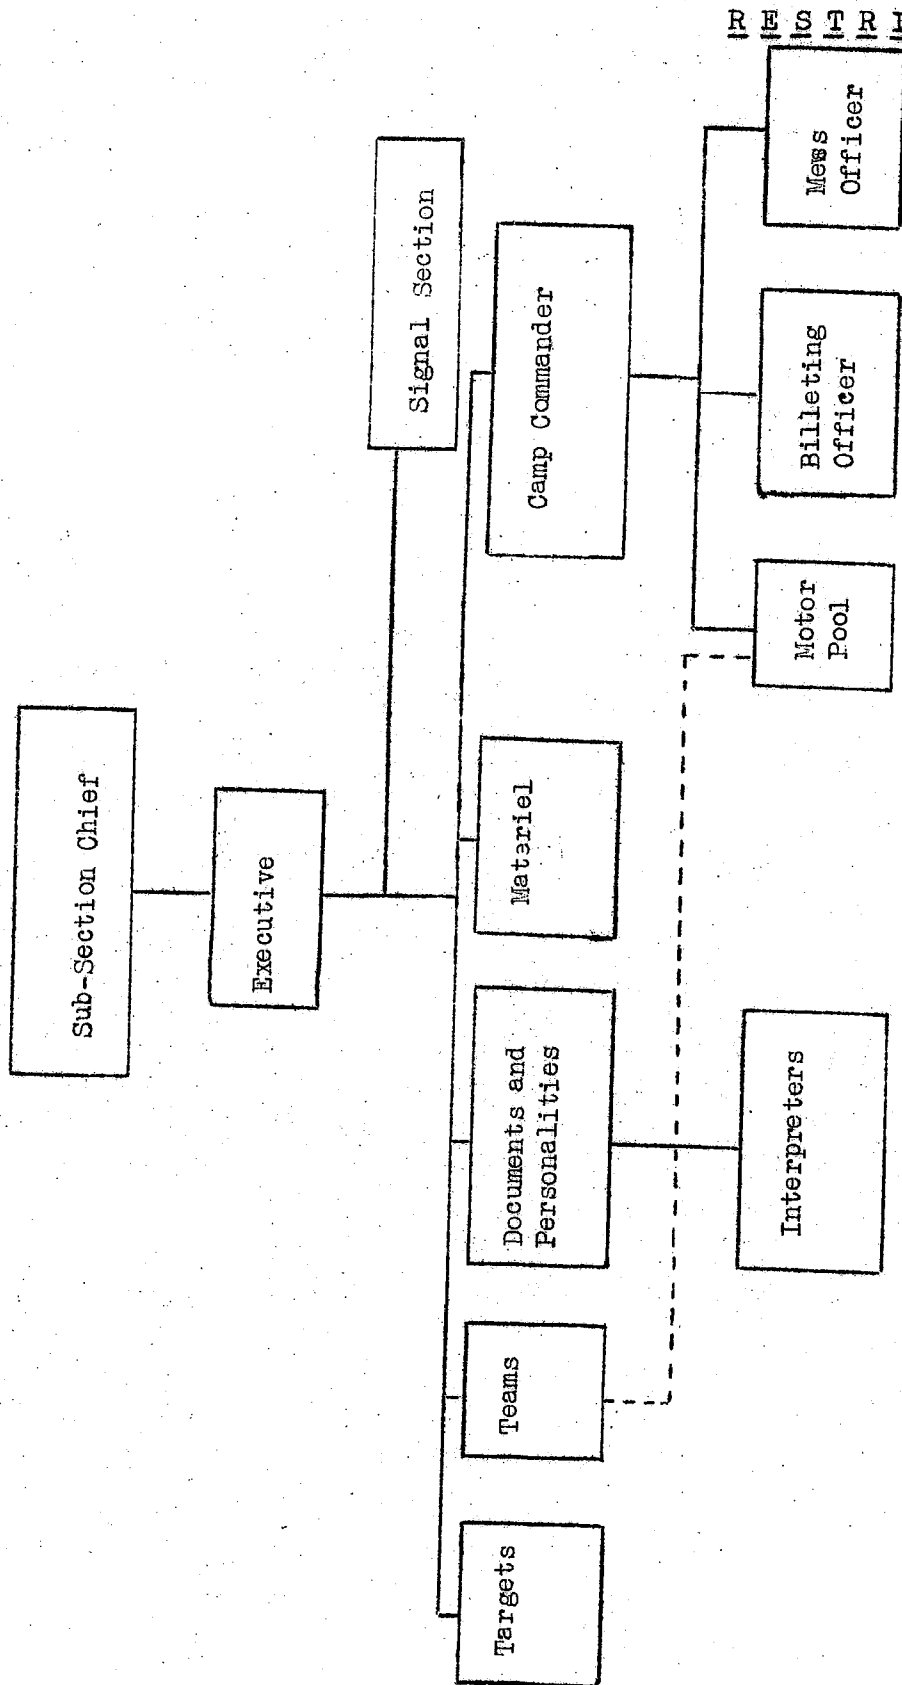 R E S T R I
Sub-Section Chief
Executive
Signal Section
Targets
Teams
Documents and
Personalities
Materiel
Camp Commander
Interpreters
Motor
Pool
Billeting
Officer
Mess
Officer